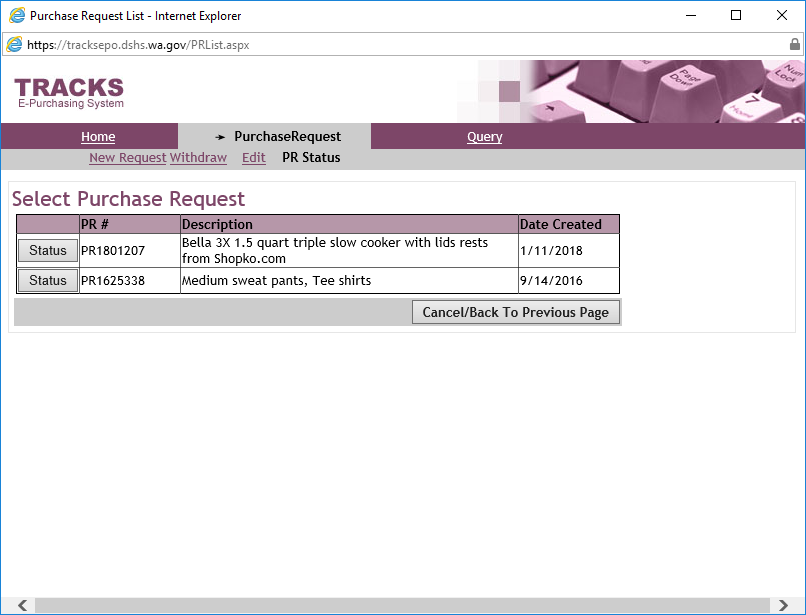 Purchase Request List - Internet Explorer
https://tracksepo.dshs.wa.gov/PRList.aspx
TRACKS
E-Purchasing System
Page Down
Num Lock
7
Home
8
Home PurchaseRequest Query
New Request Withdraw Edit PR Status
Select Purchase Request
PR # Description Date Created
Status PR1801207 Bella 3X 1.5 quart triple slow cooker with lids rests
from Shopko.com 1/11/2018
Status PR1625338 Medium sweat pants, Tee shirts 9/14/2016
Cancel/Back To Previous Page